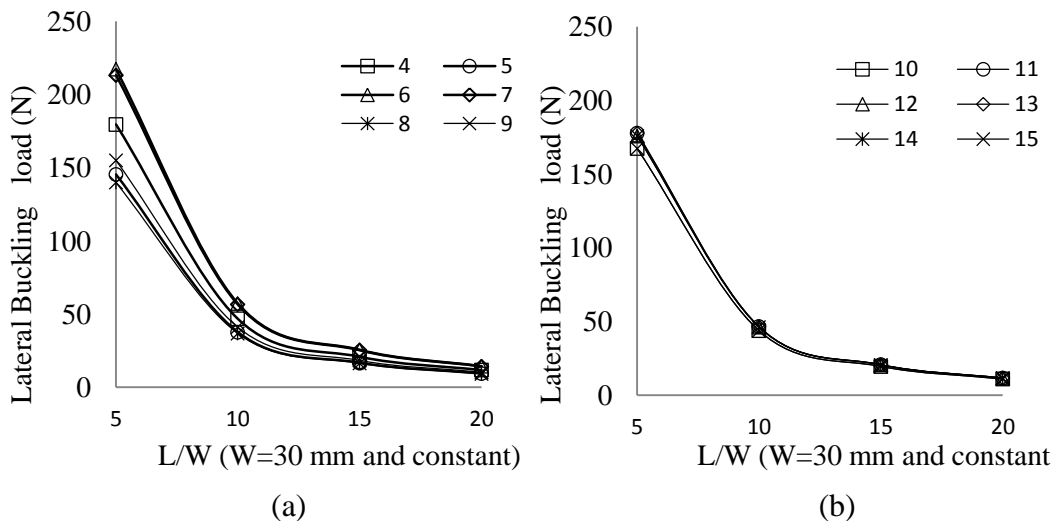 Lateral Buckling load (N)
250
200
150
100
50
0
4 5
6 7
8 9
5 10 15 20
L/W (W=30 mm and constant)
(a)
Lateral Buckling load (N)
250
200
150
100
50
0
10 11
12 13
14 15
5 10 15 20
L/W (W=30 mm and constant
(b)